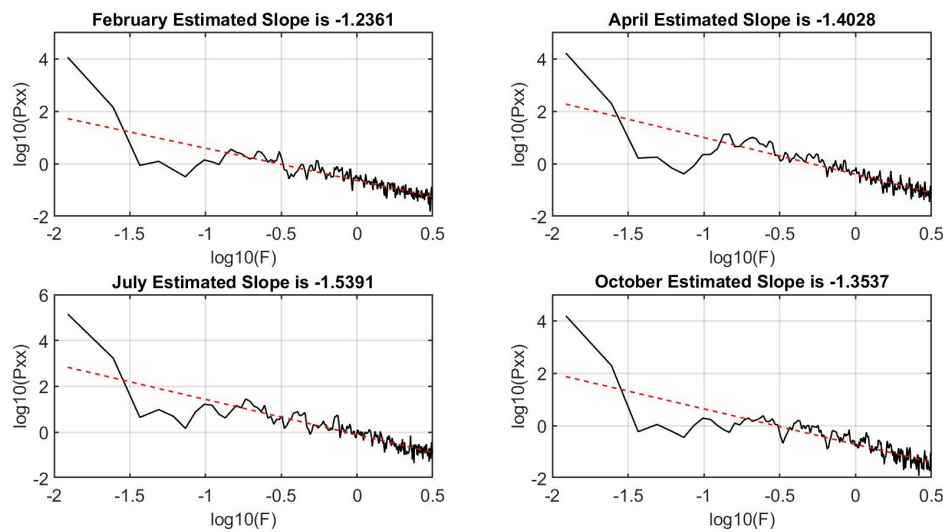 February Estimated Slope is -1.2361
4
2
0
-2
log10(Pxx)
-2 -1.5 -1 -0.5 0 0.5
log10(F)
April Estimated Slope is -1.4028
4
2
0
-2
log10(Pxx)
-2 -1.5 -1 -0.5 0 0.5
log10(F)
July Estimated Slope is -1.5391
6
4
2
0
-2
log10(Pxx)
-2 -1.5 -1 -0.5 0 0.5
log10(F)
October Estimated Slope is -1.3537
4
2
0
-2
log10(Pxx)
-2 -1.5 -1 -0.5 0 0.5
log10(F)